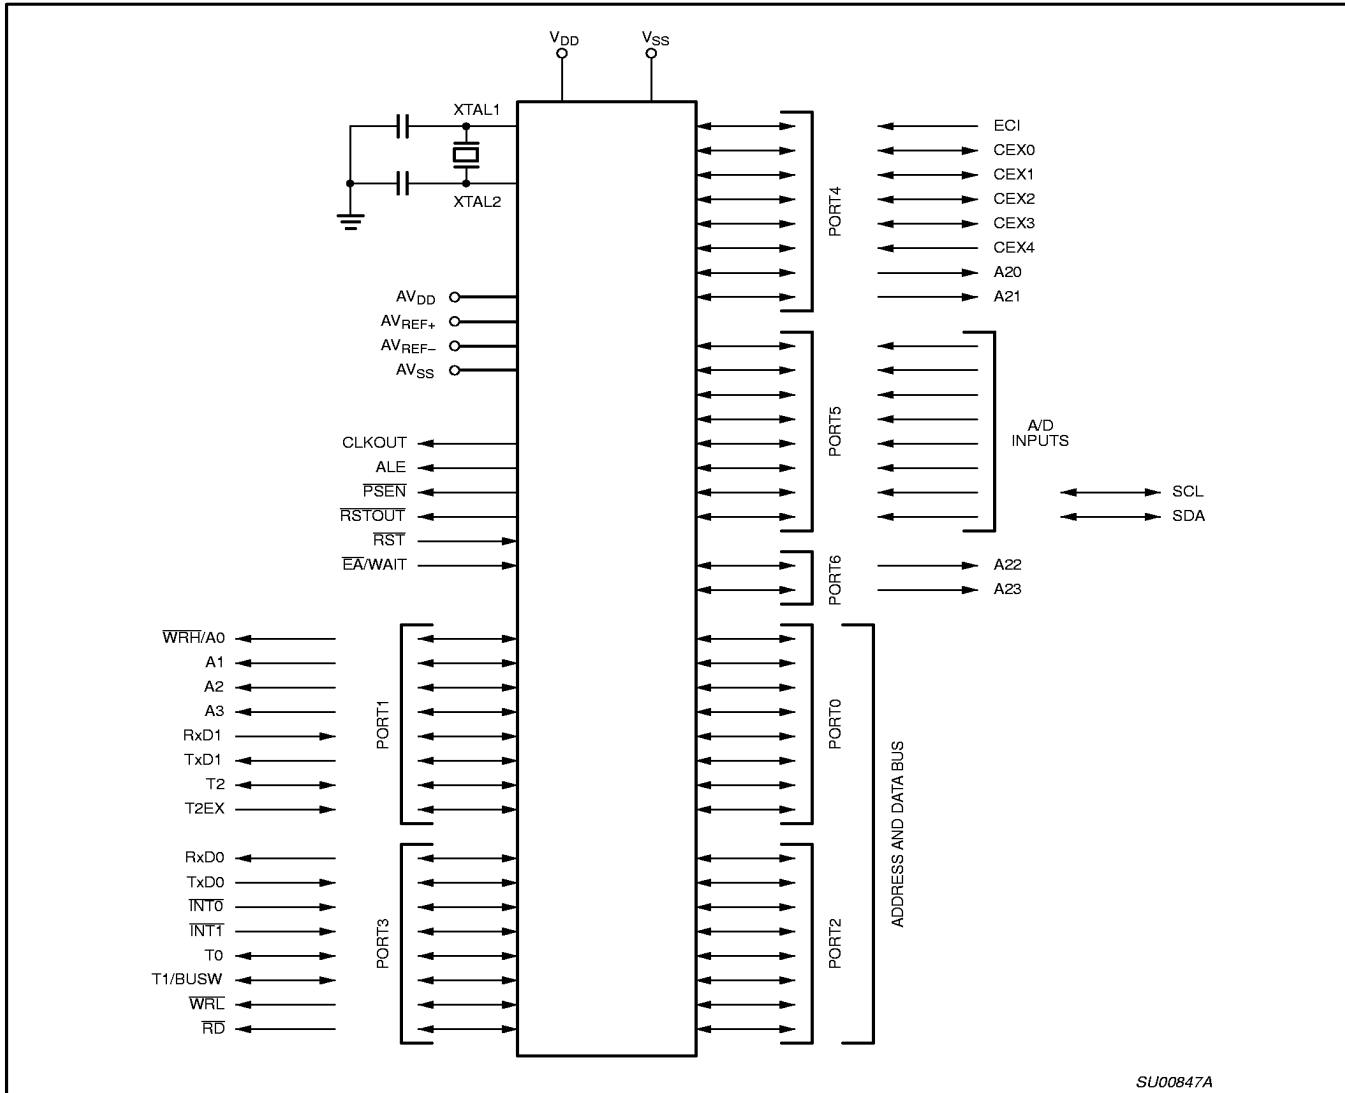 VDD VSS
XTAL1
XTAL2
AVDD
AVREF+
AVREF–
AVSS
CLKOUT
ALE
PSEN
RSTOUT
RST
EA/WAIT
WRH/A0
A1
A2
A3
RxD1
TxD1
T2
T2EX
PORT1
RxD0
TxD0
INT0
INT1
T0
T1/BUSW
WRL
RD
PORT3
PORT4
ECI
CEX0
CEX1
CEX2
CEX3
CEX4
A20
A21
PORT5
A/D
INPUTS
SCL
SDA
PORT6
A22
A23
PORT0
PORT2
ADDRESS AND DATA BUS
SU00847A